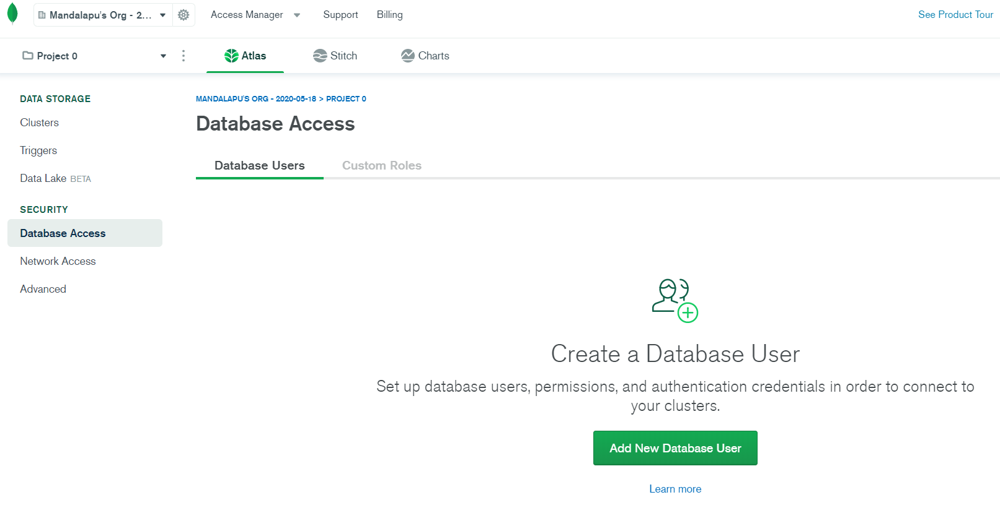 Mandalapu's Org - 2... Access Manager Support Billing See Product Tour
Project 0 Atlas Stitch Charts
DATA STORAGE
Clusters
Triggers
Data Lake BETA
SECURITY
Database Access
Network Access
Advanced
MANDALAPU'S ORG - 2020-05-18 > PROJECT 0
Database Access
Database Users Custom Roles
Create a Database User
Set up database users, permissions, and authentication credentials in order to connect to
your clusters.
Add New Database User
Learn more